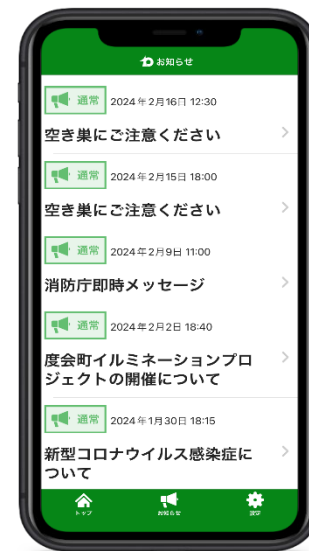 お知らせ
通常 2024年2月16日 12:30
空き巣にご注意ください
通常 2024年2月15日 18:00
空き巣にご注意ください
通常 2024年2月9日 11:00
消防庁即時メッセージ
通常 2024年2月2日 18:40
度会町イルミネーションプロ
ジェクトの開催について
通常 2024年1月30日 18:15
新型コロナウイルス感染症に
ついて
トップ お知らせ 設定